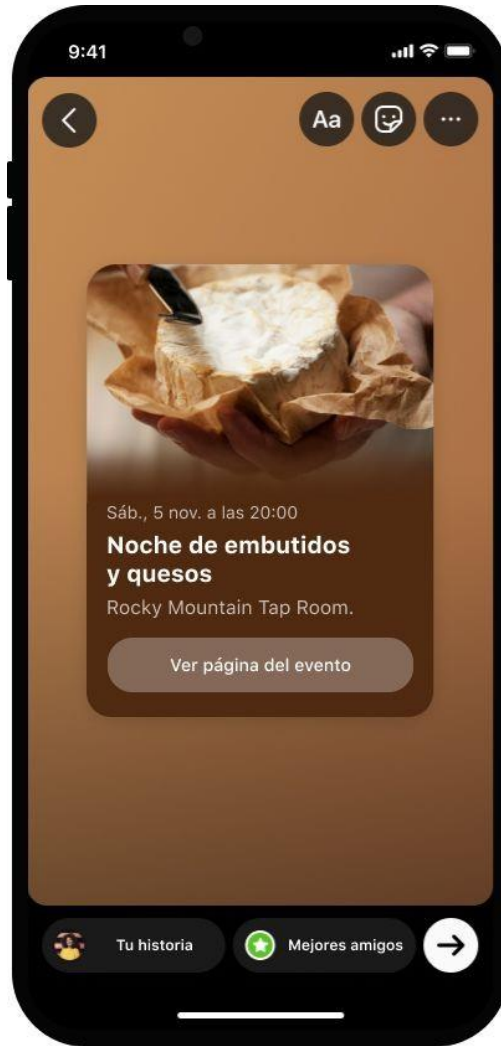 9:41
Aa
Sáb., 5 nov. a las 20:00
Noche de embutidos
y quesos
Rocky Mountain Tap Room.
Ver página del evento
Tu historia
Mejores amigos